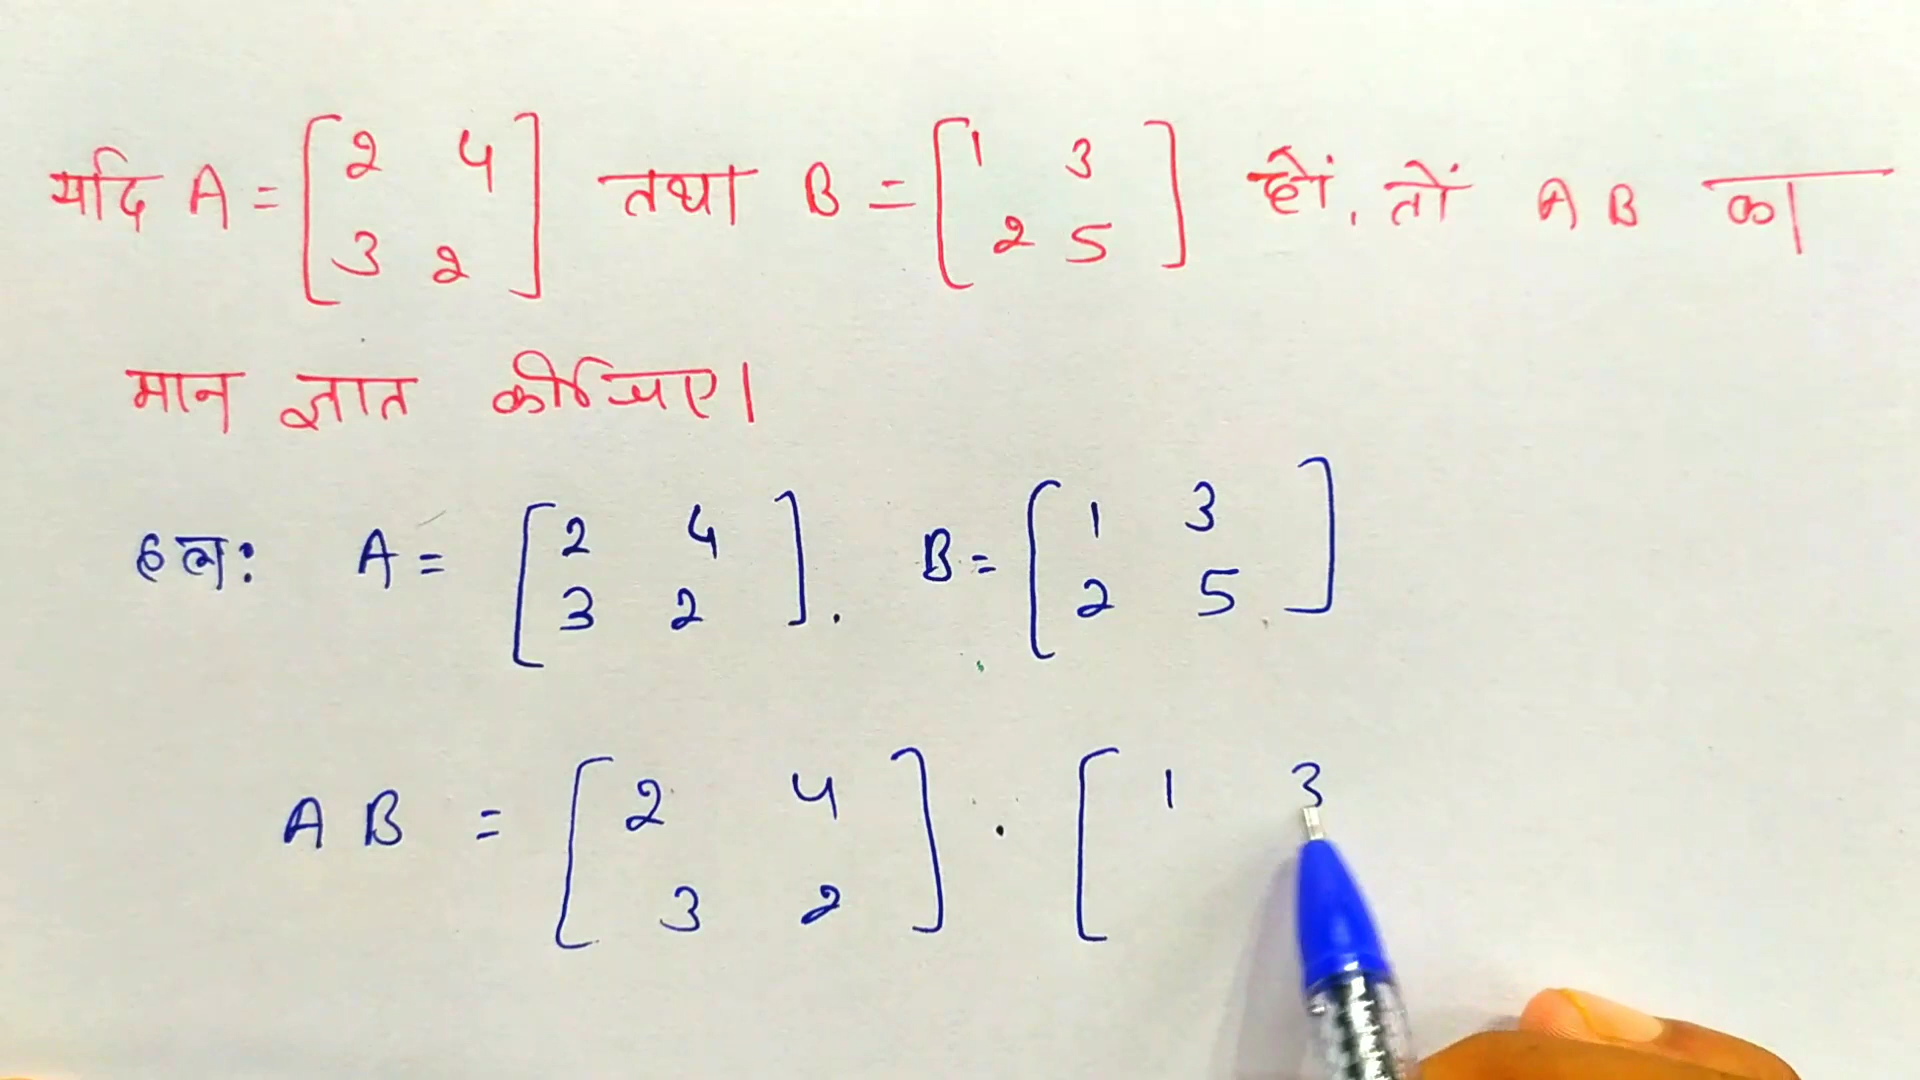 यदि A = [2 4 3 2] तथा B = [1 3 2 5] हों, तों AB का
मान ज्ञात कीजिए।
हल: A = [2 4 3 2]. B = [1 3 2 5]
AB = [2 4 3 2] · [1 3